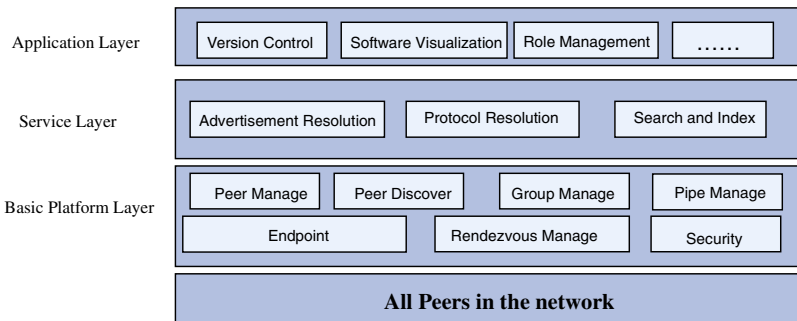 Application Layer
Version Control
Software Visualization
Role Management
......
Service Layer
Advertisement Resolution
Protocol Resolution
Search and Index
Basic Platform Layer
Peer Manage
Peer Discover
Group Manage
Pipe Manage
Endpoint
Rendezvous Manage
Security
All Peers in the network